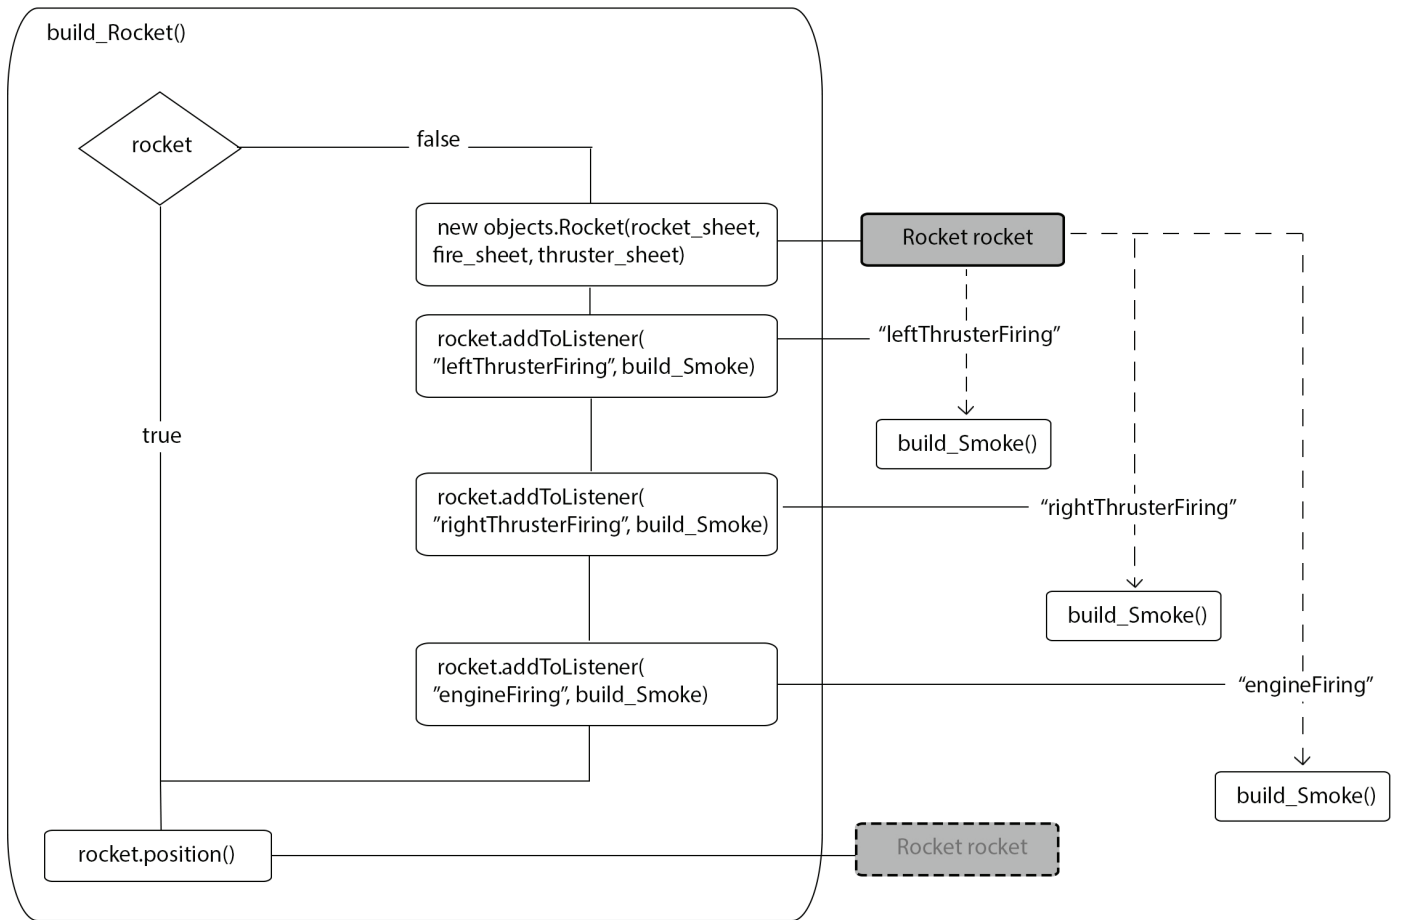 build_Rocket()
rocket
false
new objects.Rocket(rocket_sheet,
fire_sheet, thruster_sheet)
Rocket rocket
rocket.addToListener(
”leftThrusterFiring”, build_Smoke)
“leftThrusterFiring”
build_Smoke()
true
rocket.addToListener(
”rightThrusterFiring”, build_Smoke)
“rightThrusterFiring”
build_Smoke()
rocket.addToListener(
”engineFiring”, build_Smoke)
“engineFiring”
build_Smoke()
rocket.position()
Rocket rocket